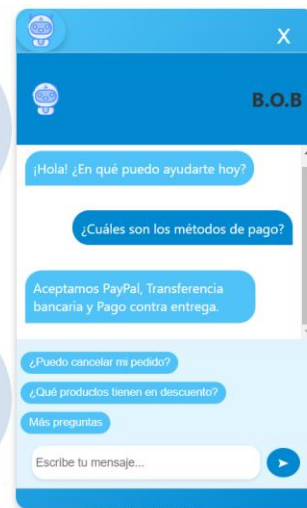 X
B.O.B
¡Hola! ¿En qué puedo ayudarte hoy?
¿Cuáles son los métodos de pago?
Aceptamos PayPal, Transferencia
bancaria y Pago contra entrega.
¿Puedo cancelar mi pedido?
¿Qué productos tienen en descuento?
Más preguntas
Escribe tu mensaje...